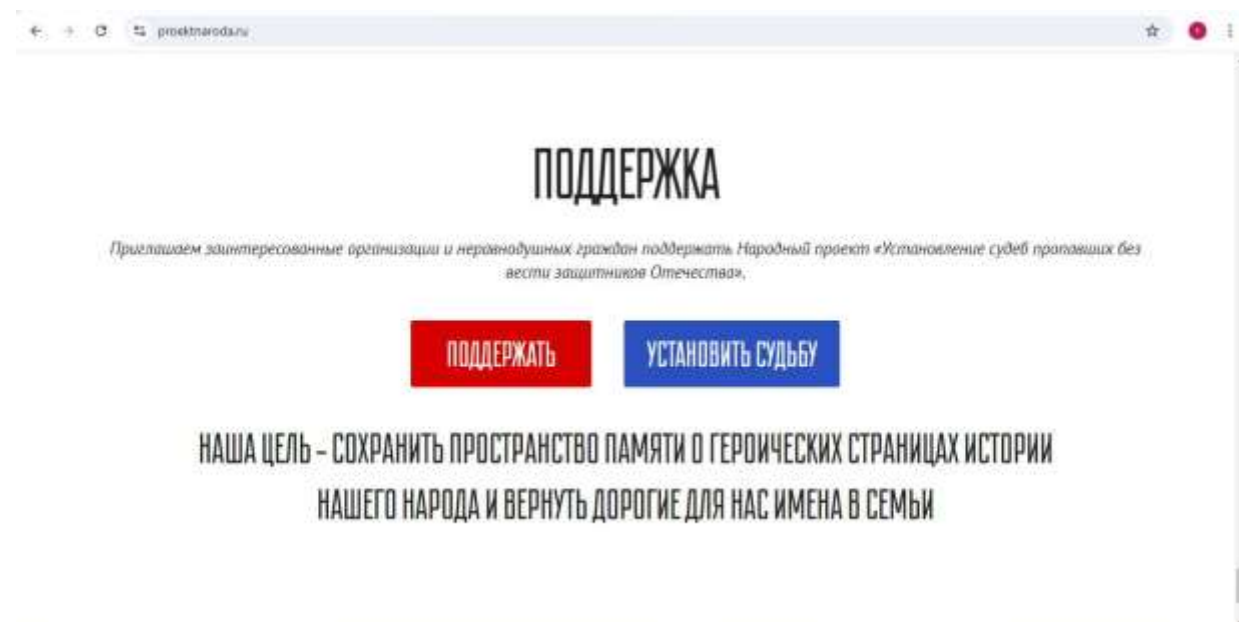 proektnaroda.ru
ПОДДЕРЖКА
Приглашаем заинтересованные организации и неравнодушных граждан поддержать Народный проект «Установление судеб пропавших без
вести защитников Отечества».
ПОДДЕРЖАТЬ
УСТАНОВИТЬ СУДЬБУ
НАША ЦЕЛЬ – СОХРАНИТЬ ПРОСТРАНСТВО ПАМЯТИ О ГЕРОИЧЕСКИХ СТРАНИЦАХ ИСТОРИИ
НАШЕГО НАРОДА И ВЕРНУТЬ ДОРОГИЕ ДЛЯ НАС ИМЕНА В СЕМЬИ